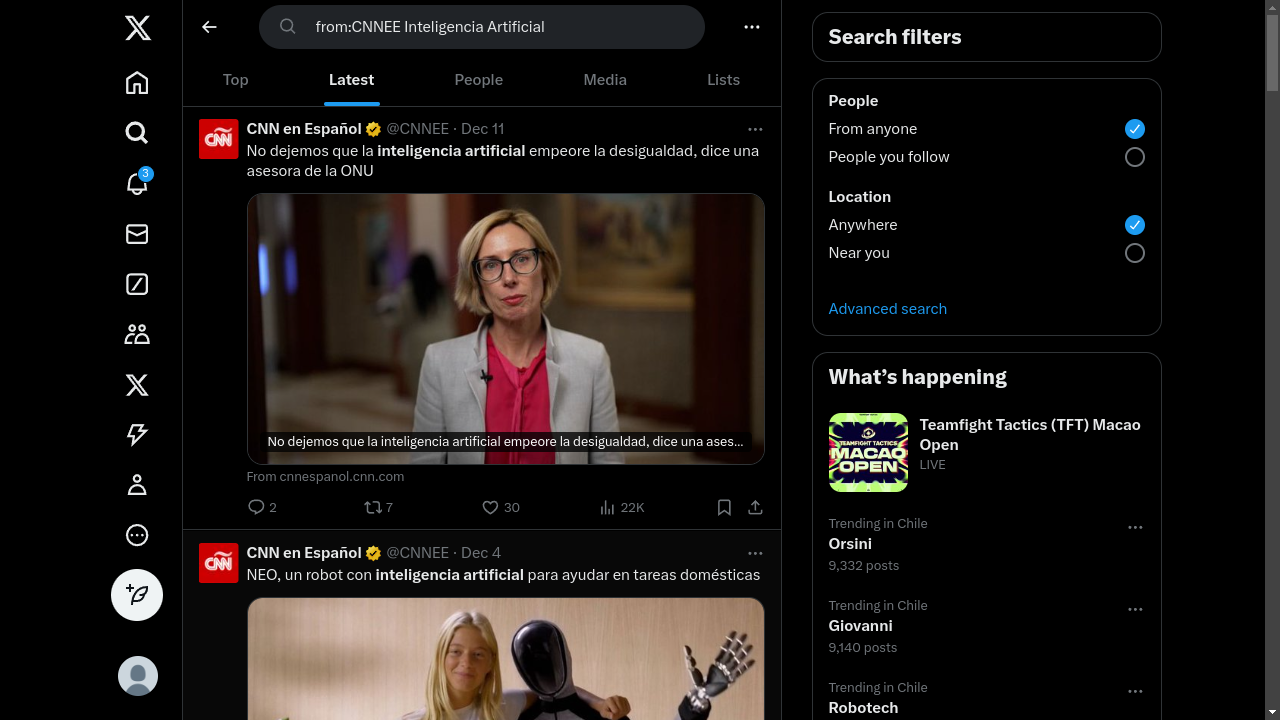 from:CNNEE Inteligencia Artificial
Top
Latest
People
Media
Lists
3
CNN en Español @CNNEE · Dec 11
No dejemos que la inteligencia artificial empeore la desigualdad, dice una
asesora de la ONU
No dejemos que la inteligencia artificial empeore la desigualdad, dice una ases...
From cnnespanol.cnn.com
2
7
30
22K
CNN en Español @CNNEE · Dec 4
NEO, un robot con inteligencia artificial para ayudar en tareas domésticas
Search filters
People
From anyone
People you follow
Location
Anywhere
Near you
Advanced search
What's happening
TEAMFIGHT TACTICS
MACAO
OPEN
Teamfight Tactics (TFT) Macao
Open
LIVE
Trending in Chile
Orsini
9,332 posts
Trending in Chile
Giovanni
9,140 posts
Trending in Chile
Robotech